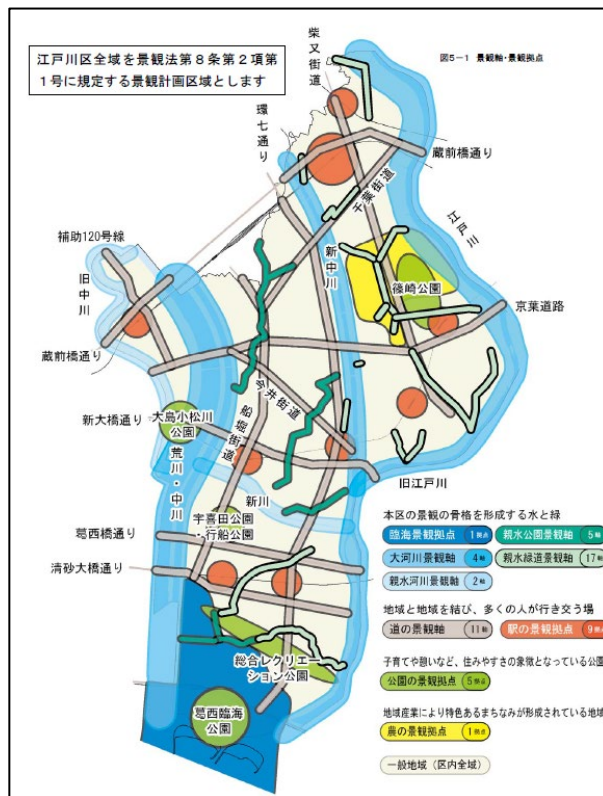 江戸川区全域を景観法第８条第２項第
１号に規定する景観計画区域とします
図5－1 景観軸・景観拠点
柴又街道
環七通り
蔵前橋通り
千葉街道
江戸川
補助120号線
旧中川
新中川
篠崎公園
京葉道路
蔵前橋通り
今井街道
新大橋通り
大島小松川
公園
船堀街道
荒川・中川
旧江戸川
新川
宇喜田公園
・行船公園
葛西橋通り
清砂大橋通り
総合レクリエー
ション公園
葛西臨海
公園
本区の景観の骨格を形成する水と緑
臨海景観拠点 1拠点
親水公園景観軸 5軸
大河川景観軸 4軸
親水緑道景観軸 17軸
親水河川景観軸 2軸
地域と地域を結び、多くの人が行き交う場
道の景観軸 11軸
駅の景観拠点 9拠点
子育てや憩いなど、住みやすさの象徴となっている公園
公園の景観拠点 5拠点
地域産業により特色あるまちなみが形成されている地域
農の景観拠点 1拠点
一般地域（区内全域）